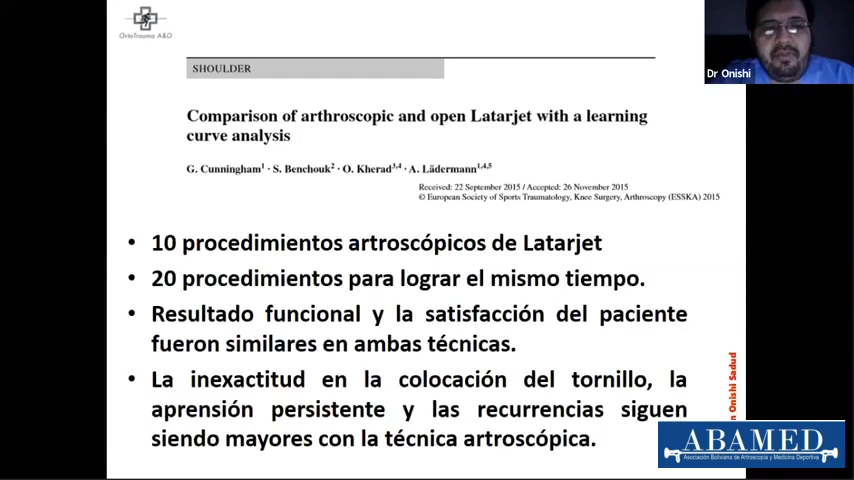 OrtoTrauma A&O
Dr Onishi
SHOULDER
Comparison of arthroscopic and open Latarjet with a learning
curve analysis
G. Cunningham1 · S. Benchouk2 · O. Kherad3,4 · A. Lädermann1,4,5
Received: 22 September 2015 / Accepted: 26 November 2015
© European Society of Sports Traumatology, Knee Surgery, Arthroscopy (ESSKA) 2015
• 10 procedimientos artroscópicos de Latarjet
• 20 procedimientos para lograr el mismo tiempo.
• Resultado funcional y la satisfacción del paciente
fueron similares en ambas técnicas.
• La inexactitud en la colocación del tornillo, la
aprensión persistente y las recurrencias siguen
siendo mayores con la técnica artroscópica.
Onishi Sadud
ABAMED
Asociación Boliviana de Artroscopia y Medicina Deportiva